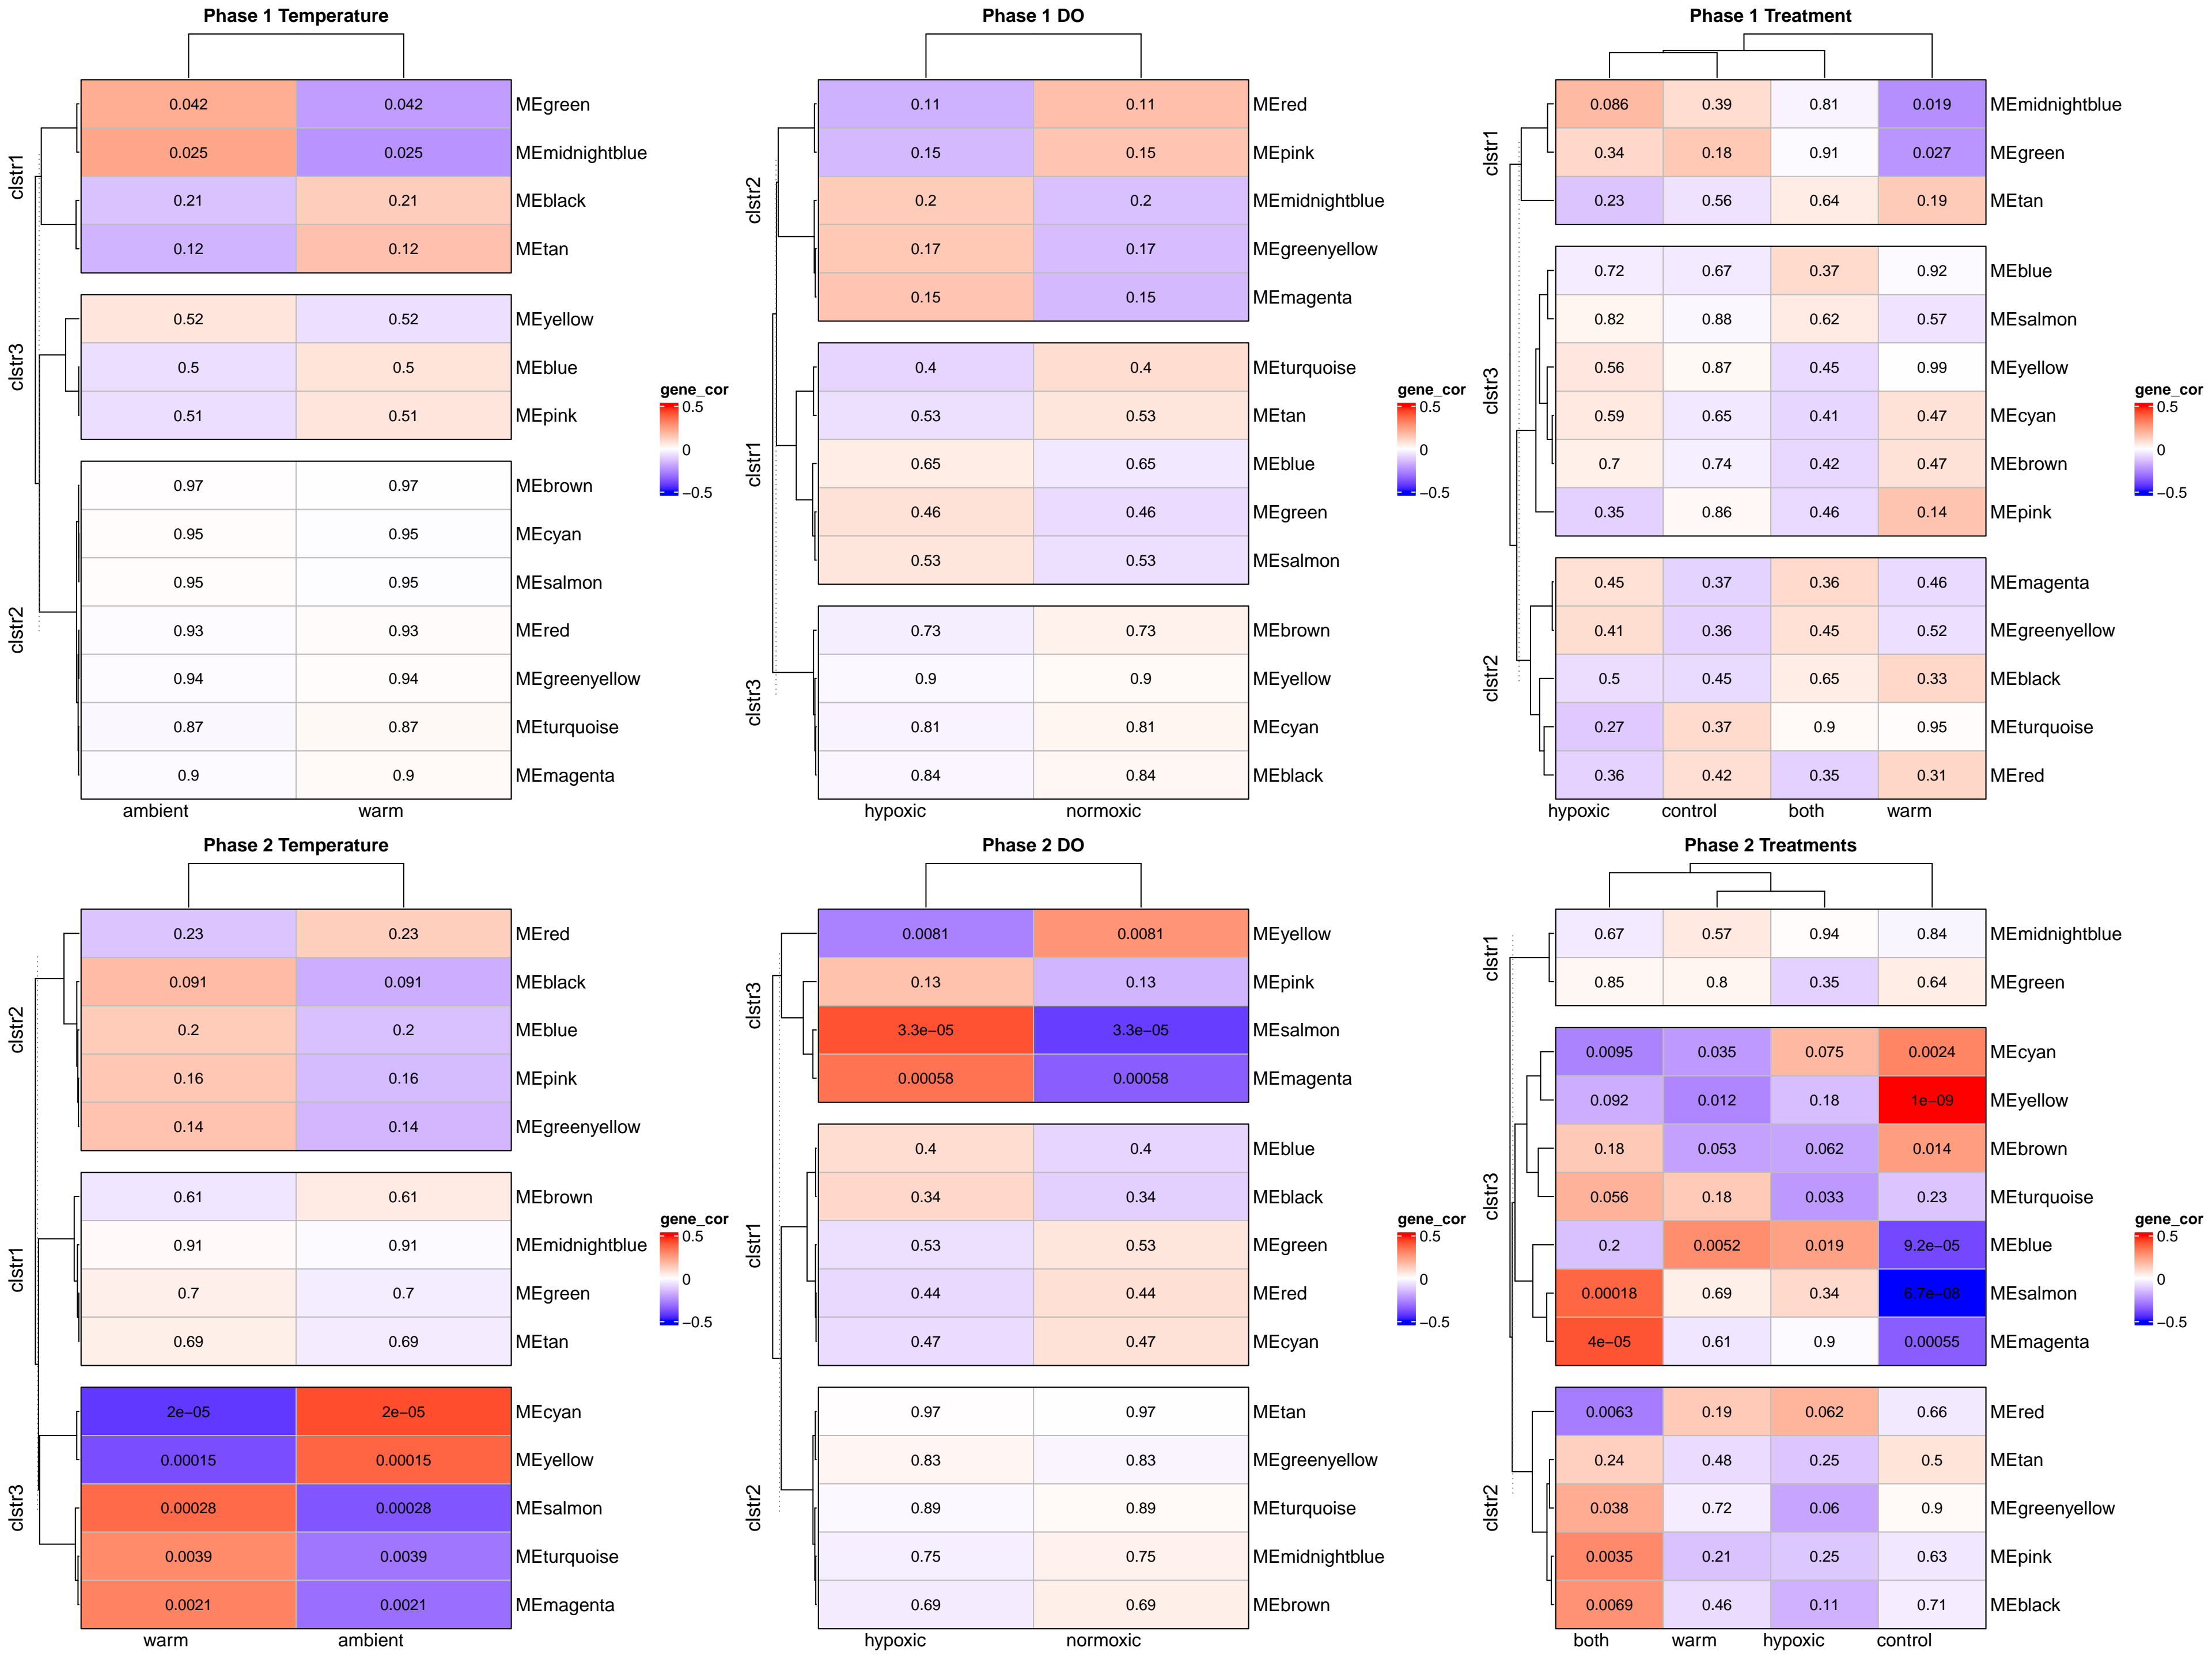 Phase 1 Temperature
clstr1
0.042 0.042 MEgreen
0.025 0.025 MEmidnightblue
0.21 0.21 MEblack
0.12 0.12 MEtan
clstr3
0.52 0.52 MEyellow
0.5 0.5 MEblue
0.51 0.51 MEpink
clstr2
0.97 0.97 MEbrown
0.95 0.95 MEcyan
0.95 0.95 MEsalmon
0.93 0.93 MEred
0.94 0.94 MEgreenyellow
0.87 0.87 MEturquoise
0.9 0.9 MEmagenta
ambient warm
gene_cor
0.5
0
−0.5
Phase 1 DO
clstr2
0.11 0.11 MEred
0.15 0.15 MEpink
0.2 0.2 MEmidnightblue
0.17 0.17 MEgreenyellow
0.15 0.15 MEmagenta
clstr1
0.4 0.4 MEturquoise
0.53 0.53 MEtan
0.65 0.65 MEblue
0.46 0.46 MEgreen
0.53 0.53 MEsalmon
clstr3
0.73 0.73 MEbrown
0.9 0.9 MEyellow
0.81 0.81 MEcyan
0.84 0.84 MEblack
hypoxic normoxic
gene_cor
0.5
0
−0.5
Phase 1 Treatment
clstr1
0.086 0.39 0.81 0.019 MEmidnightblue
0.34 0.18 0.91 0.027 MEgreen
0.23 0.56 0.64 0.19 MEtan
clstr3
0.72 0.67 0.37 0.92 MEblue
0.82 0.88 0.62 0.57 MEsalmon
0.56 0.87 0.45 0.99 MEyellow
0.59 0.65 0.41 0.47 MEcyan
0.7 0.74 0.42 0.47 MEbrown
0.35 0.86 0.46 0.14 MEpink
clstr2
0.45 0.37 0.36 0.46 MEmagenta
0.41 0.36 0.45 0.52 MEgreenyellow
0.5 0.45 0.65 0.33 MEblack
0.27 0.37 0.9 0.95 MEturquoise
0.36 0.42 0.35 0.31 MEred
hypoxic control both warm
gene_cor
0.5
0
−0.5
Phase 2 Temperature
clstr2
0.23 0.23 MEred
0.091 0.091 MEblack
0.2 0.2 MEblue
0.16 0.16 MEpink
0.14 0.14 MEgreenyellow
clstr1
0.61 0.61 MEbrown
0.91 0.91 MEmidnightblue
0.7 0.7 MEgreen
0.69 0.69 MEtan
clstr3
2e−05 2e−05 MEcyan
0.00015 0.00015 MEyellow
0.00028 0.00028 MEsalmon
0.0039 0.0039 MEturquoise
0.0021 0.0021 MEmagenta
warm ambient
gene_cor
0.5
0
−0.5
Phase 2 DO
clstr3
0.0081 0.0081 MEyellow
0.13 0.13 MEpink
3.3e−05 3.3e−05 MEsalmon
0.00058 0.00058 MEmagenta
clstr1
0.4 0.4 MEblue
0.34 0.34 MEblack
0.53 0.53 MEgreen
0.44 0.44 MEred
0.47 0.47 MEcyan
clstr2
0.97 0.97 MEtan
0.83 0.83 MEgreenyellow
0.89 0.89 MEturquoise
0.75 0.75 MEmidnightblue
0.69 0.69 MEbrown
hypoxic normoxic
gene_cor
0.5
0
−0.5
Phase 2 Treatments
clstr1
0.67 0.57 0.94 0.84 MEmidnightblue
0.85 0.8 0.35 0.64 MEgreen
clstr3
0.0095 0.035 0.075 0.0024 MEcyan
0.092 0.012 0.18 1e−09 MEyellow
0.18 0.053 0.062 0.014 MEbrown
0.056 0.18 0.033 0.23 MEturquoise
0.2 0.0052 0.019 9.2e−05 MEblue
0.00018 0.69 0.34 6.7e−08 MEsalmon
4e−05 0.61 0.9 0.00055 MEmagenta
clstr2
0.0063 0.19 0.062 0.66 MEred
0.24 0.48 0.25 0.5 MEtan
0.038 0.72 0.06 0.9 MEgreenyellow
0.0035 0.21 0.25 0.63 MEpink
0.0069 0.46 0.11 0.71 MEblack
both warm hypoxic control
gene_cor
0.5
0
−0.5